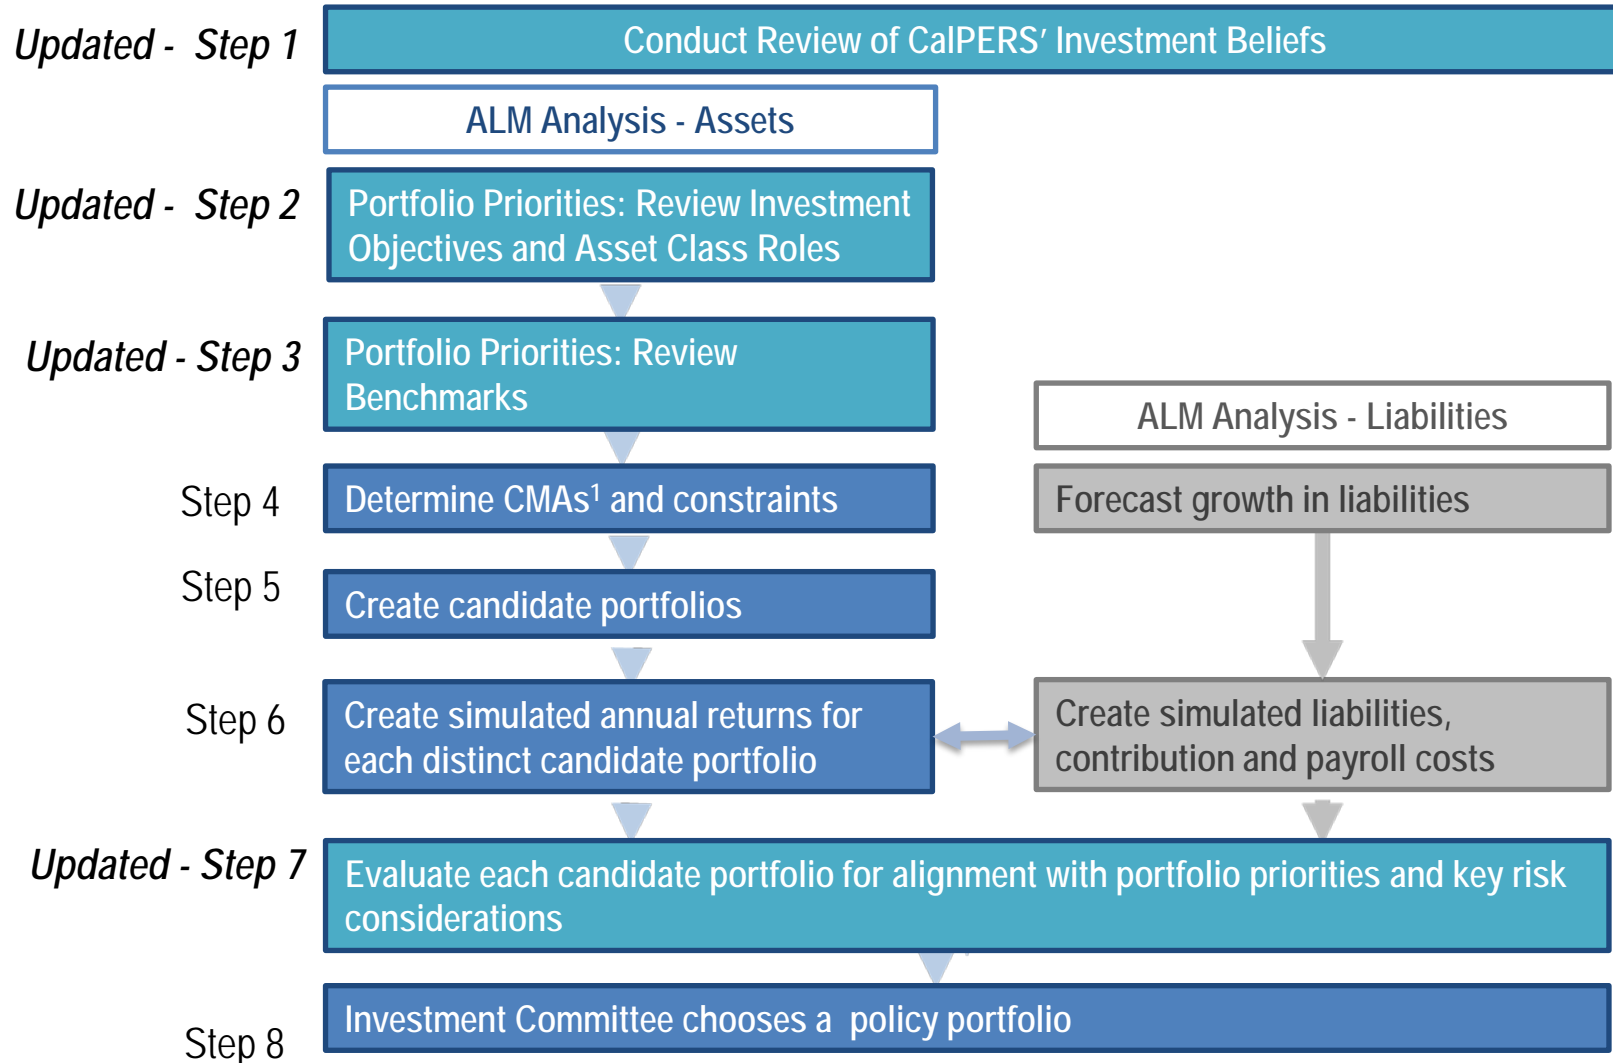 Updated -  Step 1
Conduct Review of CalPERS’ Investment Beliefs
ALM Analysis - Assets
Updated -  Step 2
Portfolio Priorities: Review Investment
Objectives and Asset Class Roles
Updated - Step 3
Portfolio Priorities: Review
Benchmarks
ALM Analysis - Liabilities
Step 4
Determine CMAs¹ and constraints
Forecast growth in liabilities
Step 5
Create candidate portfolios
Step 6
Create simulated annual returns for
each distinct candidate portfolio
Create simulated liabilities,
contribution and payroll costs
Updated - Step 7
Evaluate each candidate portfolio for alignment with portfolio priorities and key risk
considerations
Step 8
Investment Committee chooses a  policy portfolio